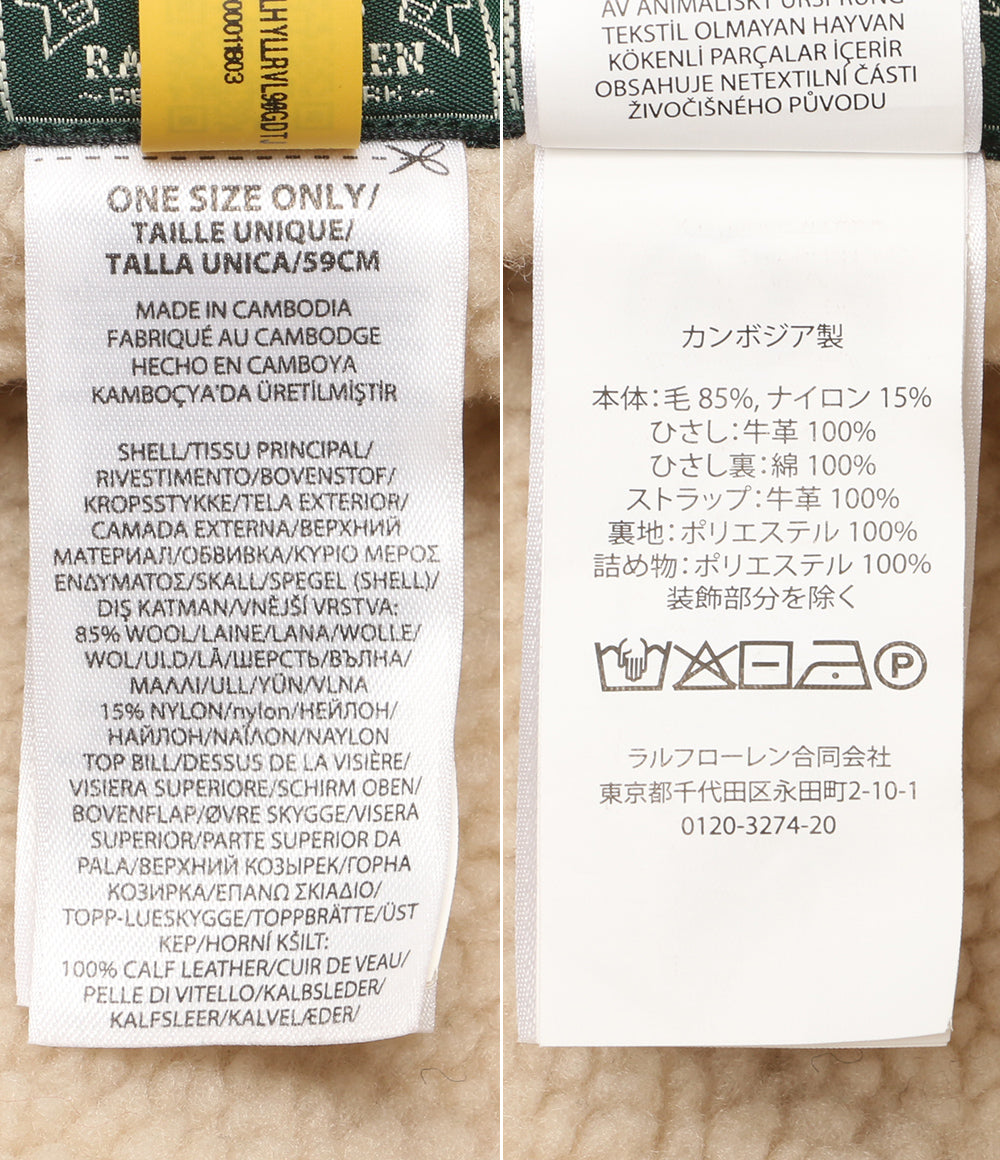 LHYLLRVL90GDTV
000011803
ONE SIZE ONLY/
TAILLE UNIQUE/
TALLA UNICA/59CM
MADE IN CAMBODIA
FABRIQUÉ AU CAMBODGE
HECHO EN CAMBOYA
KAMBOÇYA'DA ÜRETİLMİŞTİR
SHELL/TISSU PRINCIPAL/
RIVESTIMENTO/BOVENSTOF/
KROPSSTYKKE/TELA EXTERIOR/
CAMADA EXTERNA/ВЕРХНИЙ
МАТЕРИАЛ/ОБВИВКА/ΚΥΡΙΟ ΜΕΡΟΣ
ΕΝΔΥΜΑΤΟΣ/SKALL/SPEGEL (SHELL)/
DIŞ KATMAN/VNĚJŠÍ VRSTVA:
85% WOOL/LAINE/LANA/WOLLE/
WOL/ULD/LÃ/ШЕРСТЬ/ВЪЛНА/
ΜΑΛΛΙ/ULL/YÜN/VLNA
15% NYLON/nylon/НЕЙЛОН/
НАЙЛОН/ΝΑΪΛΟΝ/NAYLON
TOP BILL/DESSUS DE LA VISIÈRE/
VISIERA SUPERIORE/SCHIRM OBEN/
BOVENFLAP/ØVRE SKYGGE/VISERA
SUPERIOR/PARTE SUPERIOR DA
PALA/ВЕРХНИЙ КОЗЫРЕК/ГОРНА
КОЗИРКА/ΕΠΑΝΩ ΣΚΙΑΔΙΟ/
TOPP-LUESKYGGE/TOPPBRÄTTE/ÜST
KEP/HORNÍ KŠILT:
100% CALF LEATHER/CUIR DE VEAU/
PELLE DI VITELLO/KALBSLEDER/
KALFSLEER/KALVELÆDER/
AV ANIMALISKT URSPRUNG
TEKSTİL OLMAYAN HAYVAN
KÖKENLİ PARÇALAR İÇERİR
OBSAHUJE NETEXTILNÍ ČÁSTI
ŽIVOČIŠNÉHO PŮVODU
カンボジア製
本体:毛 85%, ナイロン 15%
ひさし:牛革 100%
ひさし裏:綿 100%
ストラップ:牛革 100%
裏地:ポリエステル 100%
詰め物:ポリエステル 100%
装飾部分を除く
P
ラルフローレン合同会社
東京都千代田区永田町2-10-1
0120-3274-20